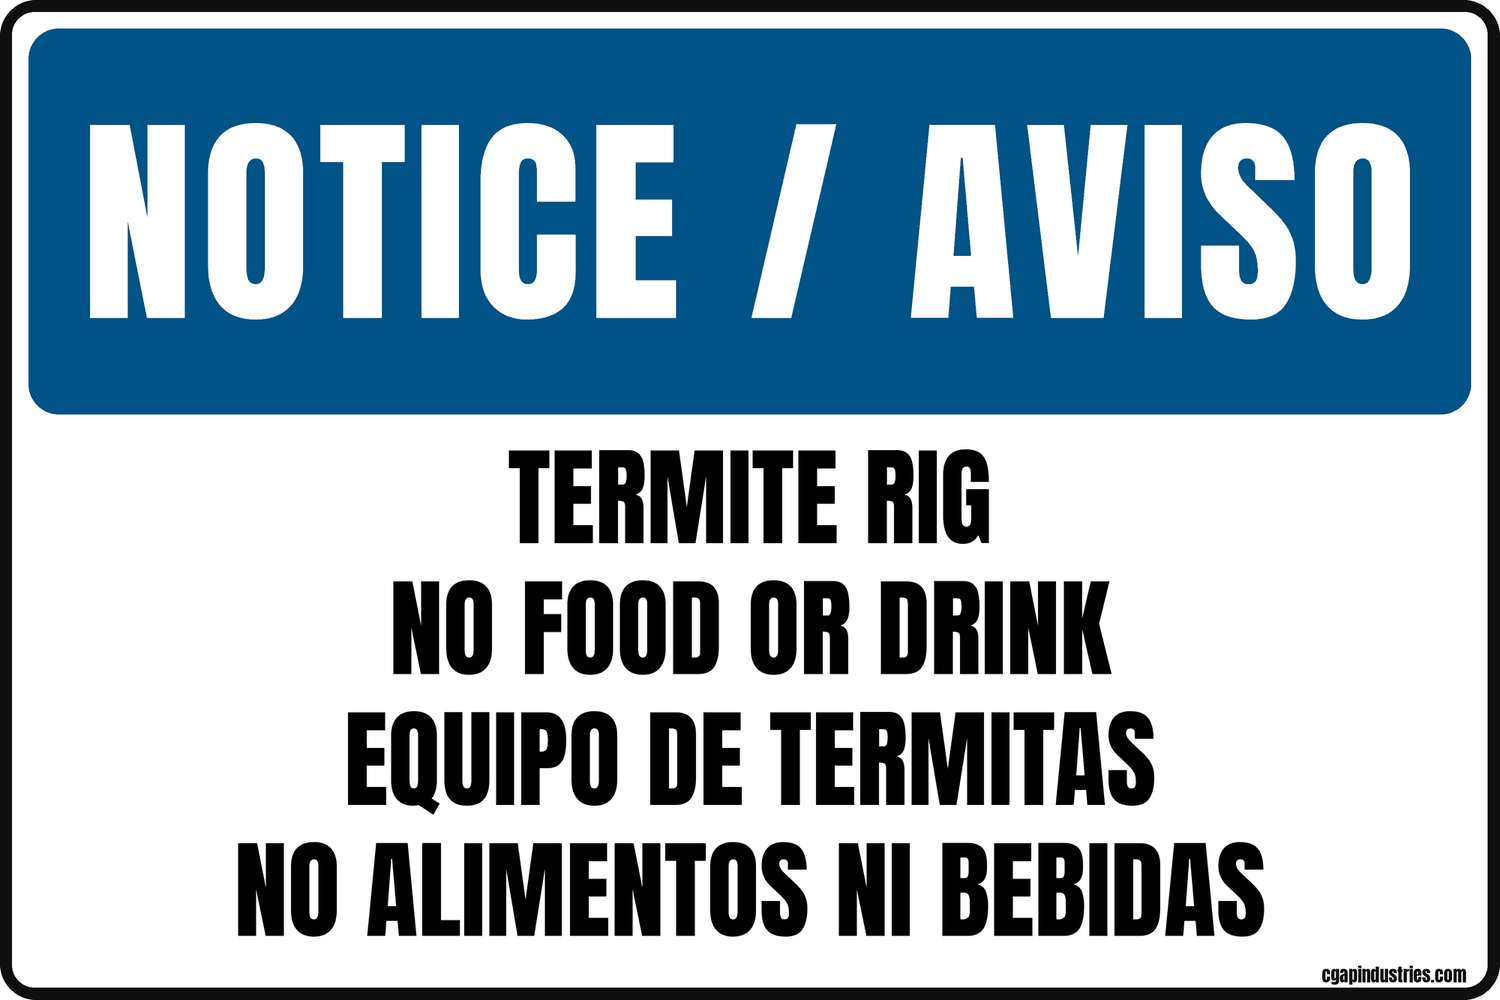 NOTICE / AVISO
TERMITE RIG
NO FOOD OR DRINK
EQUIPO DE TERMITAS
NO ALIMENTOS NI BEBIDAS
cgapindustries.com